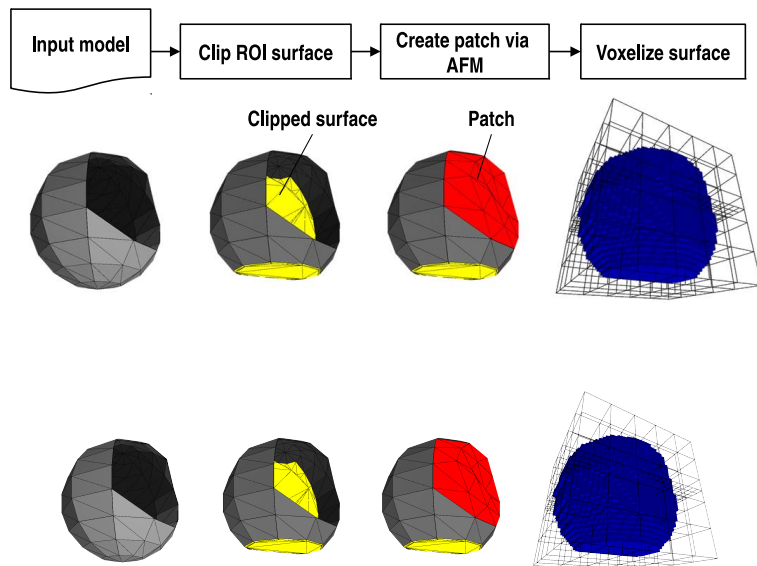 Input model
Clip ROI surface
Create patch via
AFM
Voxelize surface
Clipped surface
Patch